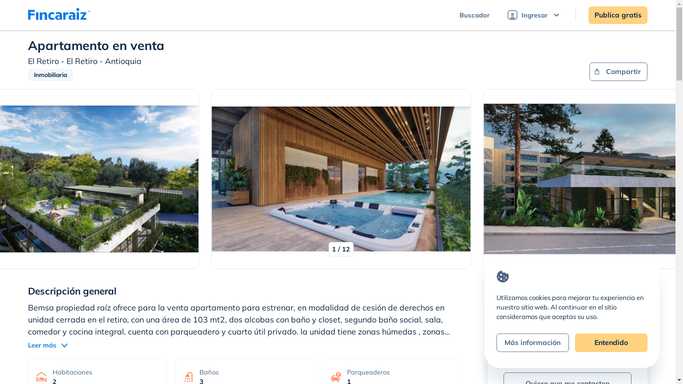 Fincaraiz
Buscador
Ingresar
Publica gratis
Apartamento en venta
El Retiro - El Retiro - Antioquia
Inmobiliaria
Compartir
1 / 12
Descripción general
Bemsa propiedad raíz ofrece para la venta apartamento para estrenar, en modalidad de cesión de derechos en
unidad cerrada en el retiro, con una área de 103 mt2, dos alcobas con baño y closet, segundo baño social, sala,
comedor y cocina integral, cuenta con parqueadero y cuarto útil privado. la unidad tiene zonas húmedas , zonas...
Leer más
Habitaciones
2
Baños
3
Parqueaderos
1
Utilizamos cookies para mejorar tu experiencia en
nuestro sitio web. Al continuar en el sitio
consideramos que aceptas su uso.
Más información
Entendido
Quiero que me contacten